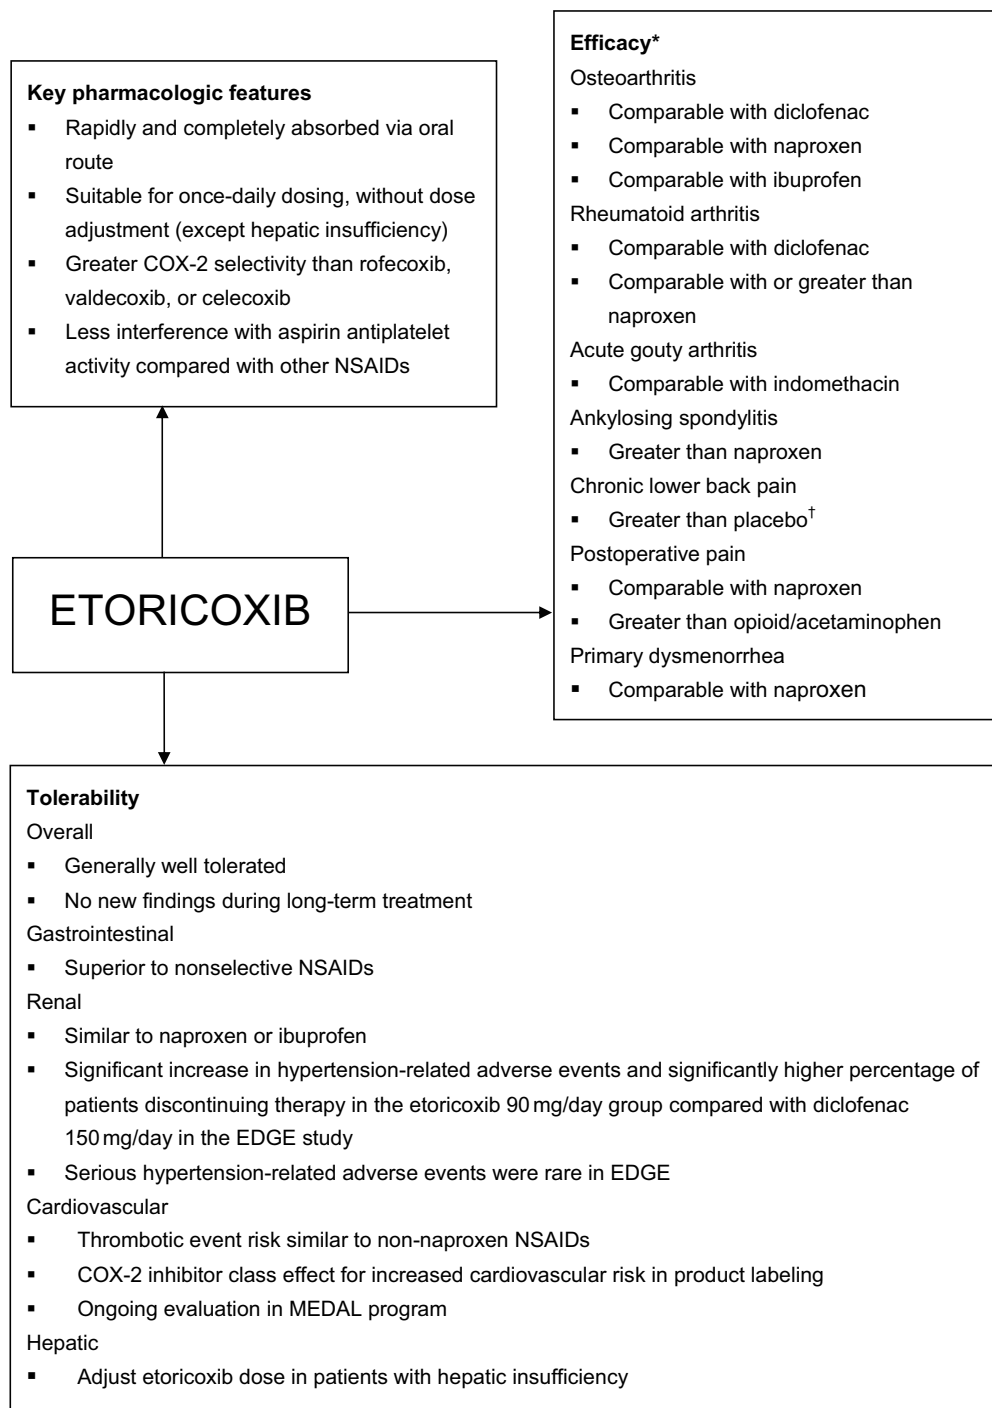 Key pharmacologic features
▪ Rapidly and completely absorbed via oral
route
▪ Suitable for once-daily dosing, without dose
adjustment (except hepatic insufficiency)
▪ Greater COX-2 selectivity than rofecoxib,
valdecoxib, or celecoxib
▪ Less interference with aspirin antiplatelet
activity compared with other NSAIDs
Efficacy*
Osteoarthritis
▪ Comparable with diclofenac
▪ Comparable with naproxen
▪ Comparable with ibuprofen
Rheumatoid arthritis
▪ Comparable with diclofenac
▪ Comparable with or greater than
naproxen
Acute gouty arthritis
▪ Comparable with indomethacin
Ankylosing spondylitis
▪ Greater than naproxen
Chronic lower back pain
▪ Greater than placebo†
Postoperative pain
▪ Comparable with naproxen
▪ Greater than opioid/acetaminophen
Primary dysmenorrhea
▪ Comparable with naproxen
ETORICOXIB
Tolerability
Overall
▪ Generally well tolerated
▪ No new findings during long-term treatment
Gastrointestinal
▪ Superior to nonselective NSAIDs
Renal
▪ Similar to naproxen or ibuprofen
▪ Significant increase in hypertension-related adverse events and significantly higher percentage of
patients discontinuing therapy in the etoricoxib 90 mg/day group compared with diclofenac
150 mg/day in the EDGE study
▪ Serious hypertension-related adverse events were rare in EDGE
Cardiovascular
▪ Thrombotic event risk similar to non-naproxen NSAIDs
▪ COX-2 inhibitor class effect for increased cardiovascular risk in product labeling
▪ Ongoing evaluation in MEDAL program
Hepatic
▪ Adjust etoricoxib dose in patients with hepatic insufficiency